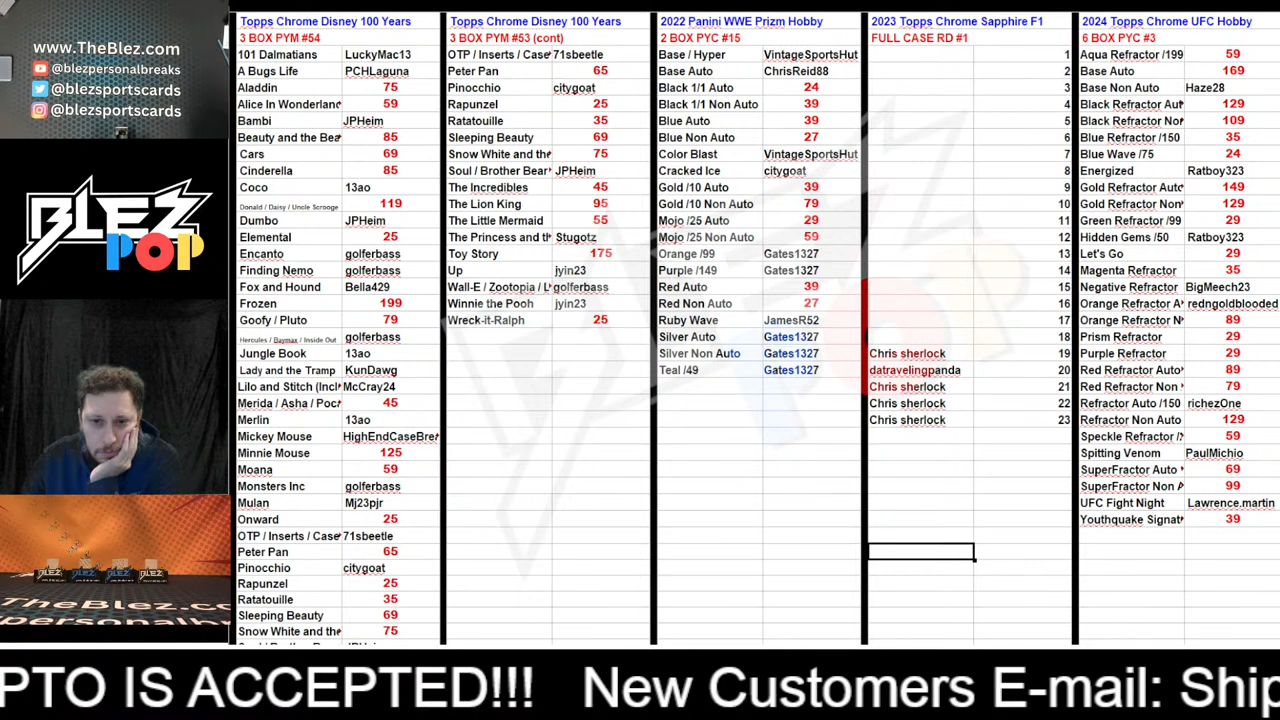 www.TheBlez.com
@blezpersonalbreaks
@blezsportscards
BLEZ
POP
TheBlez.co
personalbr
Topps Chrome Disney 100 Years
3 BOX PYM #54
101 Dalmatians LuckyMac13
A Bugs Life PCHLaguna
Aladdin 75
Alice In Wonderlan 59
Bambi JPHeim
Beauty and the Bea 85
Cars 69
Cinderella 85
Coco 13ao
Donald / Daisy / Uncle Scrooge 119
Dumbo JPHeim
Elemental 25
Encanto golferbass
Finding Nemo golferbass
Fox and Hound Bella429
Frozen 199
Goofy / Pluto 79
Hercules / Baymax / Inside Out golferbass
Jungle Book 13ao
Lady and the Tramp KunDawg
Lilo and Stitch (Incl McCray24
Merida / Asha / Poca 45
Merlin 13ao
Mickey Mouse HighEndCaseBre
Minnie Mouse 125
Moana 59
Monsters Inc golferbass
Mulan Mj23pjr
Onward 25
OTP / Inserts / Case 71sbeetle
Peter Pan 65
Pinocchio citygoat
Rapunzel 25
Ratatouille 35
Sleeping Beauty 69
Snow White and the 75
Topps Chrome Disney 100 Years
3 BOX PYM #53 (cont)
OTP / Inserts / Case 71sbeetle
Peter Pan 65
Pinocchio citygoat
Rapunzel 25
Ratatouille 35
Sleeping Beauty 69
Snow White and the 75
Soul / Brother Bear JPHeim
The Incredibles 45
The Lion King 95
The Little Mermaid 55
The Princess and th Stugotz
Toy Story 175
Up jyin23
Wall-E / Zootopia / L golferbass
Winnie the Pooh jyin23
Wreck-it-Ralph 25
2022 Panini WWE Prizm Hobby
2 BOX PYC #15
Base / Hyper VintageSportsHut
Base Auto ChrisReid88
Black 1/1 Auto 24
Black 1/1 Non Auto 39
Blue Auto 39
Blue Non Auto 27
Color Blast VintageSportsHut
Cracked Ice citygoat
Gold /10 Auto 39
Gold /10 Non Auto 79
Mojo /25 Auto 29
Mojo /25 Non Auto 59
Orange /99 Gates1327
Purple /149 Gates1327
Red Auto 39
Red Non Auto 27
Ruby Wave JamesR52
Silver Auto Gates1327
Silver Non Auto Gates1327
Teal /49 Gates1327
2023 Topps Chrome Sapphire F1
FULL CASE RD #1
1
2
3
4
5
6
7
8
9
10
11
12
13
14
15
16
17
18
Chris sherlock 19
datravelingpanda 20
Chris sherlock 21
Chris sherlock 22
Chris sherlock 23
2024 Topps Chrome UFC Hobby
6 BOX PYC #3
Aqua Refractor /199 59
Base Auto 169
Base Non Auto Haze28
Black Refractor Aut 129
Black Refractor No 109
Blue Refractor /150 35
Blue Wave /75 24
Energized Ratboy323
Gold Refractor Auto 149
Gold Refractor Non 129
Green Refractor /99 29
Hidden Gems /50 Ratboy323
Let's Go 29
Magenta Refractor 35
Negative Refractor BigMeech23
Orange Refractor A redngoldblooded
Orange Refractor N 89
Prism Refractor 29
Purple Refractor 29
Red Refractor Auto 89
Red Refractor Non 79
Refractor Auto /150 richezOne
Refractor Non Auto 129
Speckle Refractor /2 59
Spitting Venom PaulMichio
SuperFractor Auto 69
SuperFractor Non A 99
UFC Fight Night Lawrence.martin
Youthquake Signat 39
PTO IS ACCEPTED!!! New Customers E-mail: Ship